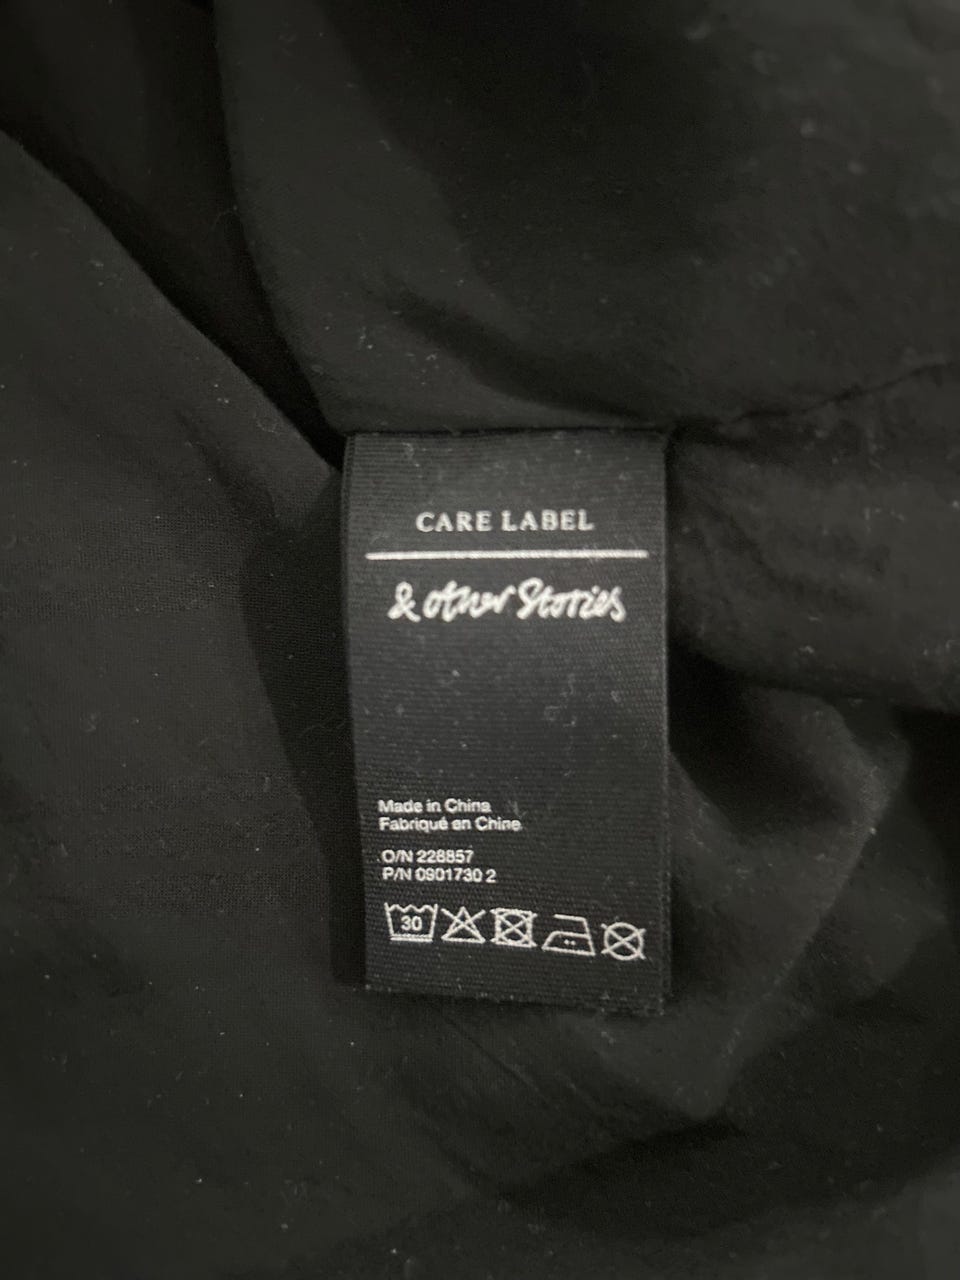 CARE LABEL
& other Stories
Made in China
Fabriqué en Chine
O/N 228857
P/N 0901730 2
30